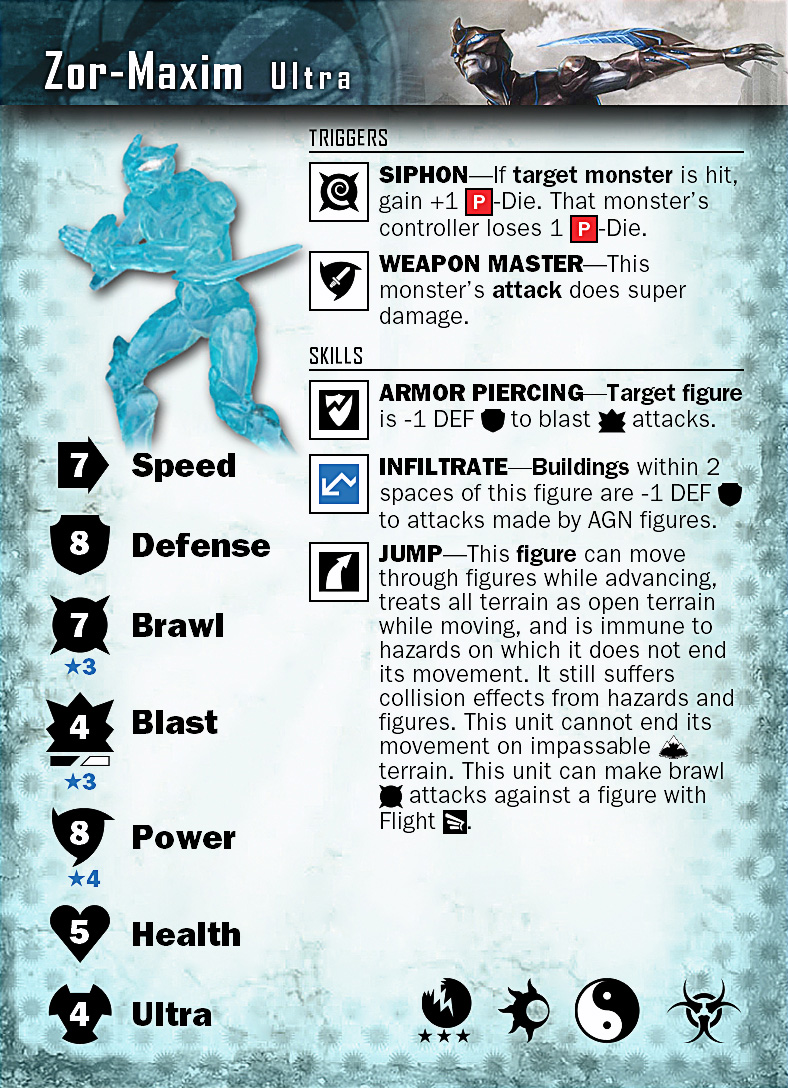 Zor-Maxim Ultra
TRIGGERS
SIPHON—If target monster is hit,
gain +1 P-Die. That monster's
controller loses 1 P-Die.
WEAPON MASTER—This
monster's attack does super
damage.
SKILLS
ARMOR PIERCING—Target figure
is -1 DEF to blast attacks.
INFILTRATE—Buildings within 2
spaces of this figure are -1 DEF
to attacks made by AGN figures.
JUMP—This figure can move
through figures while advancing,
treats all terrain as open terrain
while moving, and is immune to
hazards on which it does not end
its movement. It still suffers
collision effects from hazards and
figures. This unit cannot end its
movement on impassable
terrain. This unit can make brawl
attacks against a figure with
Flight .
7 Speed
8 Defense
7 Brawl
★3
4 Blast
★3
8 Power
★4
5 Health
4 Ultra
★★★